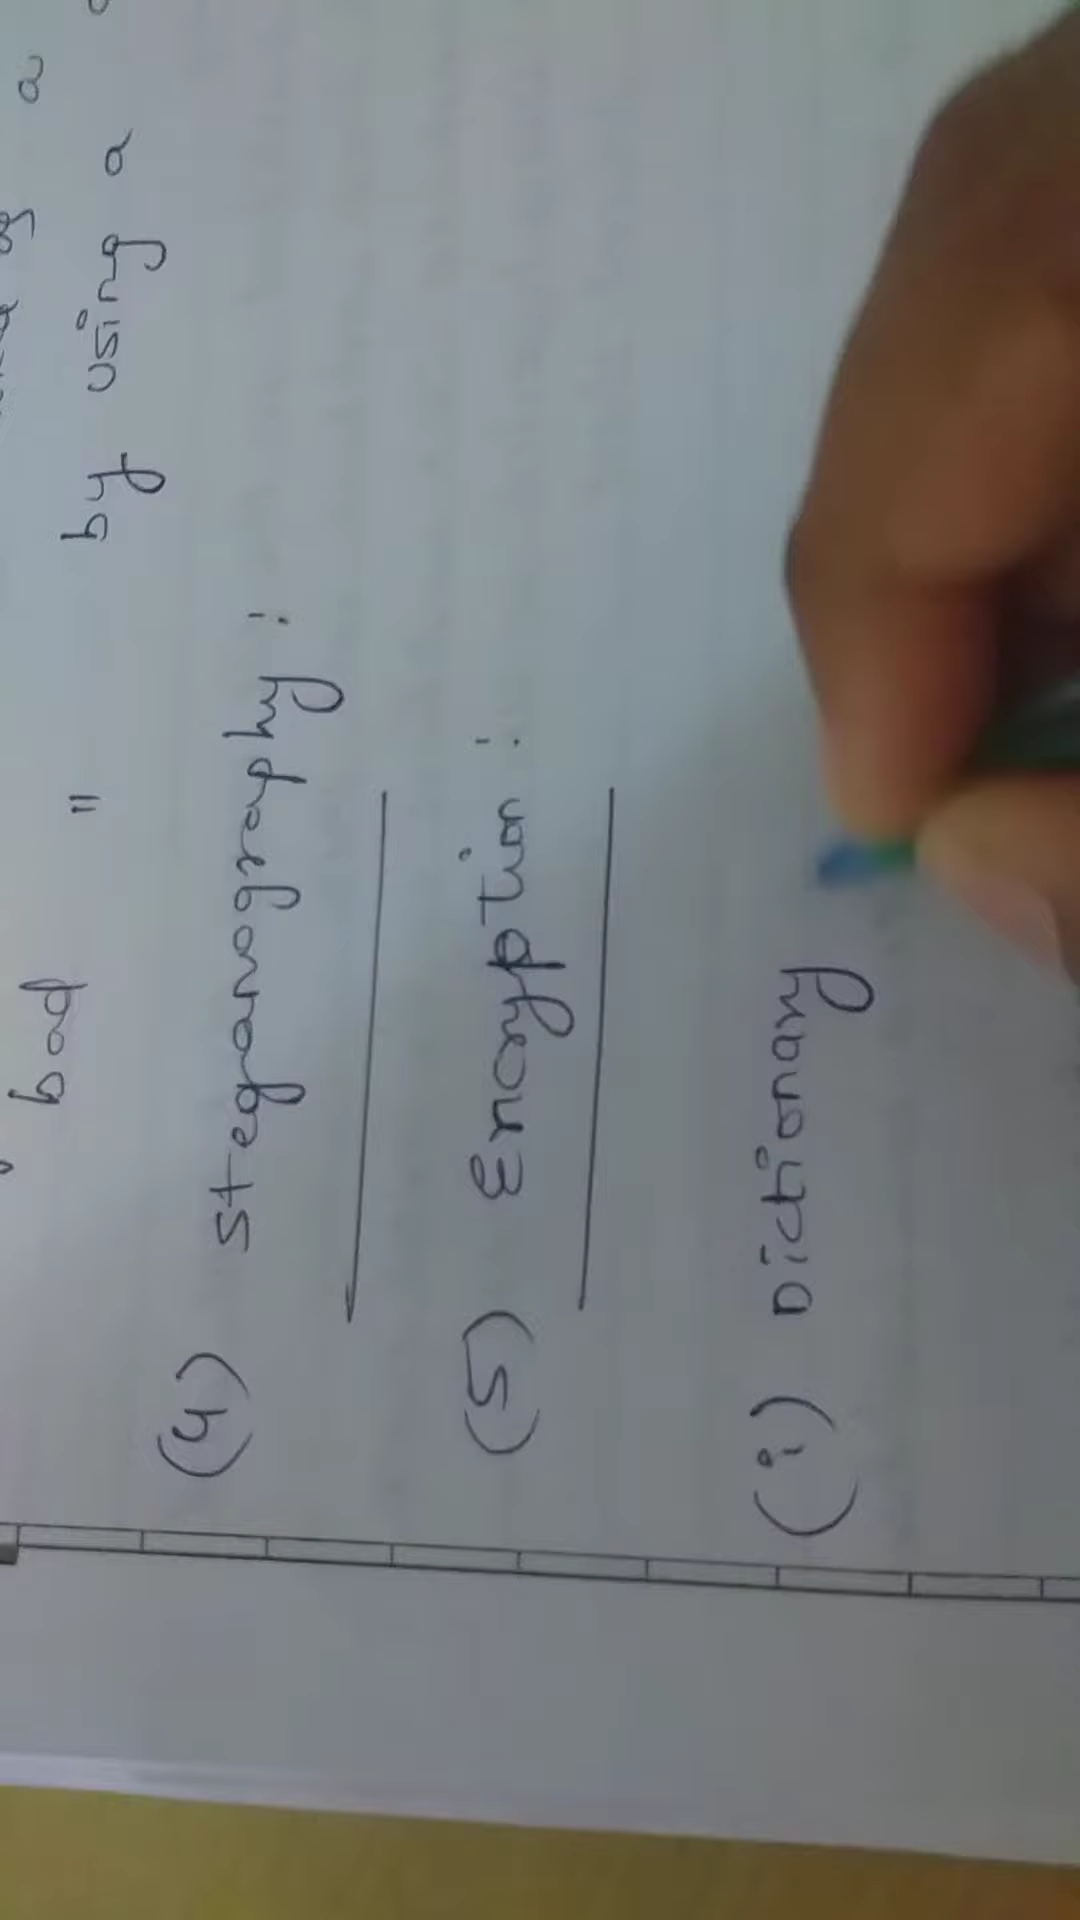 bad " by using a
(4) steganography :
(5) Encryption :
(i) Dictionary